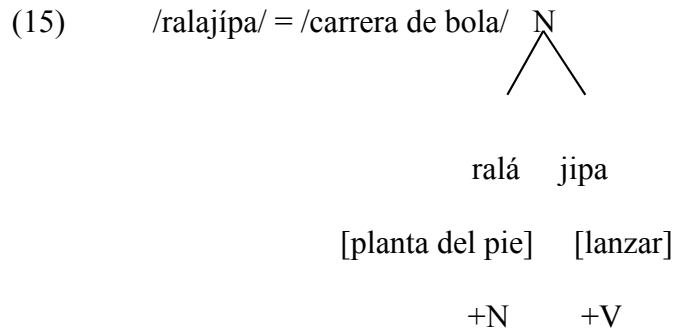 (15) /ralajípa/ = /carrera de bola/ N
ralá jipa
[planta del pie] [lanzar]
+N +V